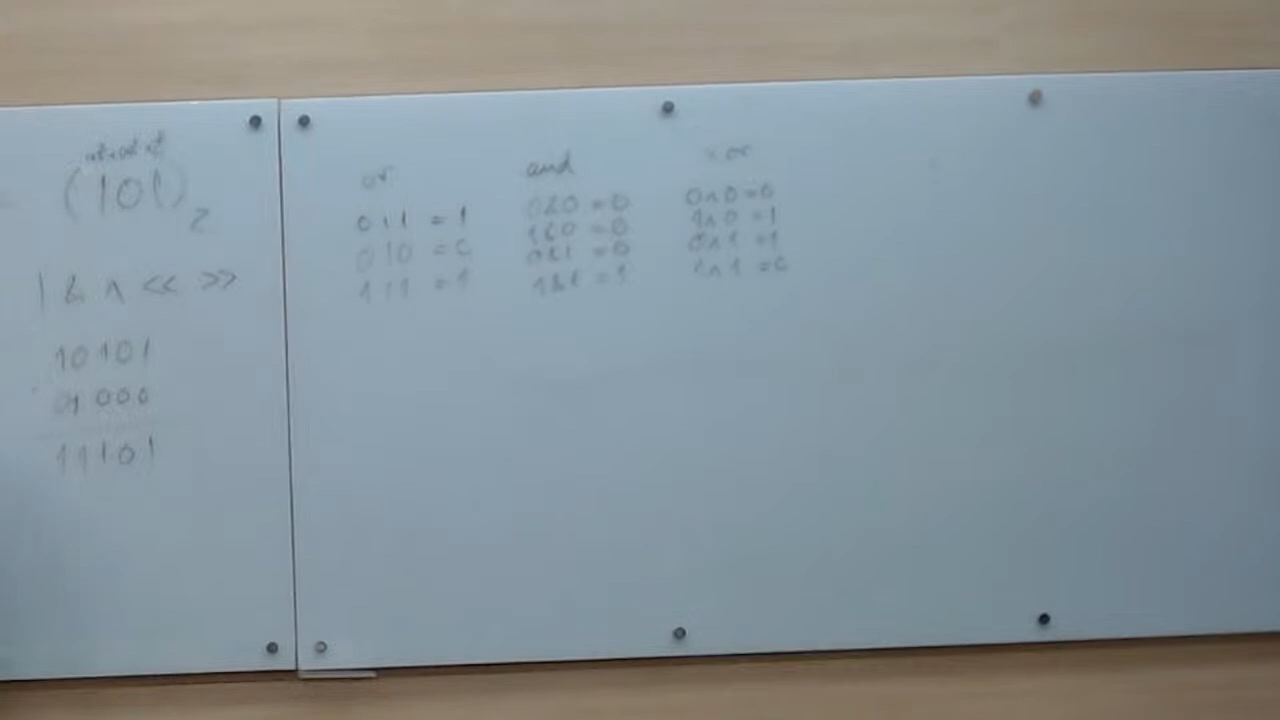 (101)₂
| & ^ << >>
10101
01000
11101
or
0|1 = 1
0|0 = 0
1|1 = 1
and
0&0 = 0
1&0 = 0
0&1 = 0
1&1 = 1
xor
0^0 = 0
1^0 = 1
0^1 = 1
1^1 = 0